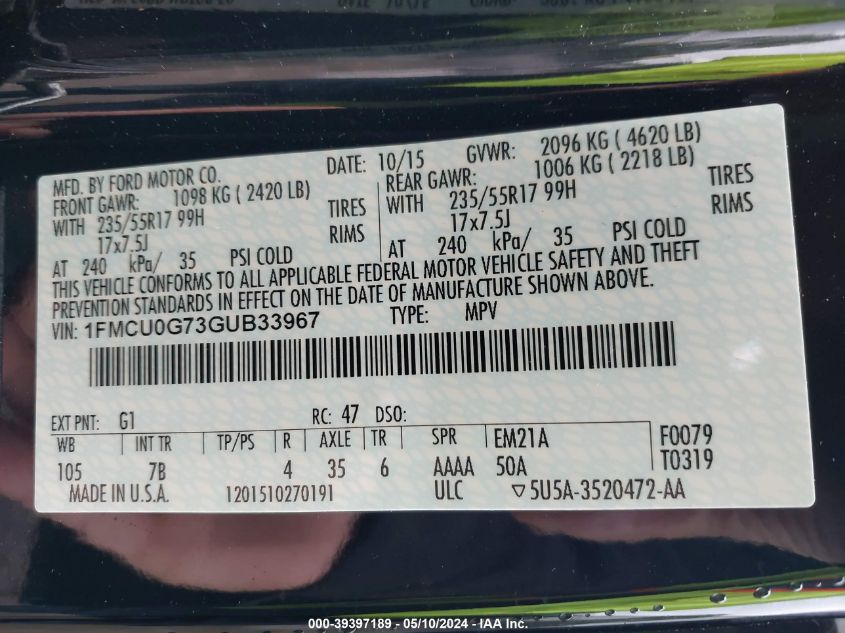 MFD. BY FORD MOTOR CO.
DATE: 10/15 GVWR: 2096 KG ( 4620 LB)
FRONT GAWR: 1098 KG ( 2420 LB) REAR GAWR: 1006 KG ( 2218 LB)
WITH 235/55R17 99H TIRES WITH 235/55R17 99H TIRES
17x7.5J RIMS 17x7.5J RIMS
AT 240 kPa/ 35 PSI COLD AT 240 kPa/ 35 PSI COLD
THIS VEHICLE CONFORMS TO ALL APPLICABLE FEDERAL MOTOR VEHICLE SAFETY AND THEFT
PREVENTION STANDARDS IN EFFECT ON THE DATE OF MANUFACTURE SHOWN ABOVE.
VIN: 1FMCU0G73GUB33967 TYPE: MPV
EXT PNT: G1 RC: 47 DSO:
WB INT TR TP/PS R AXLE TR SPR EM21A F0079
105 7B 4 35 6 AAAA 50A T0319
MADE IN U.S.A. 1201510270191 ULC ▽5U5A-3520472-AA
000-39397189 - 05/10/2024 - IAA Inc.